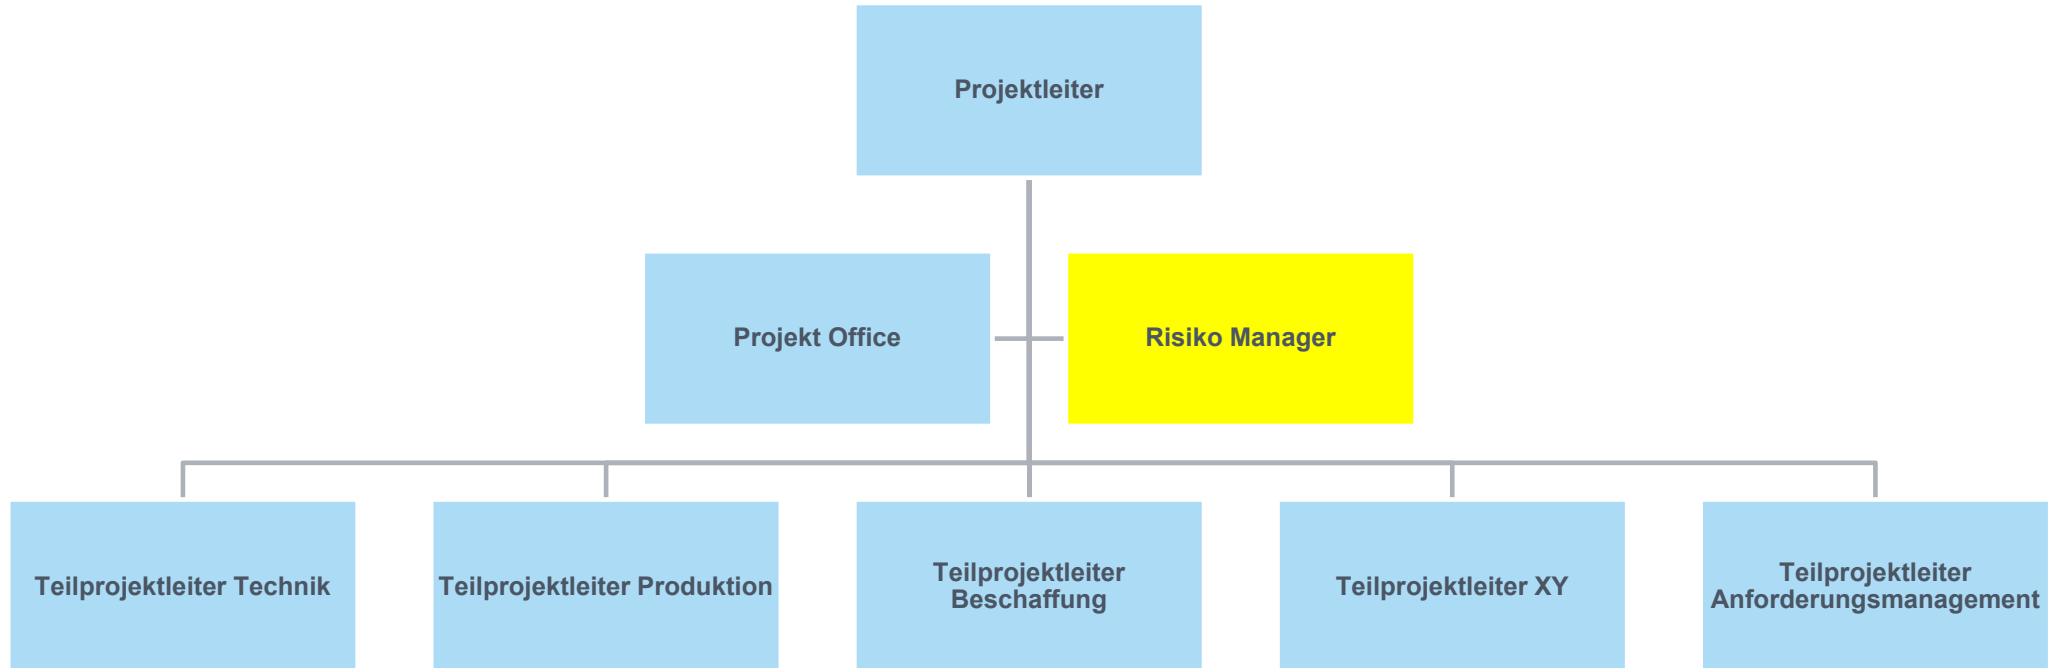 Projektleiter
Projekt Office
Risiko Manager
Teilprojektleiter Technik
Teilprojektleiter Produktion
Teilprojektleiter
Beschaffung
Teilprojektleiter XY
Teilprojektleiter
Anforderungsmanagement